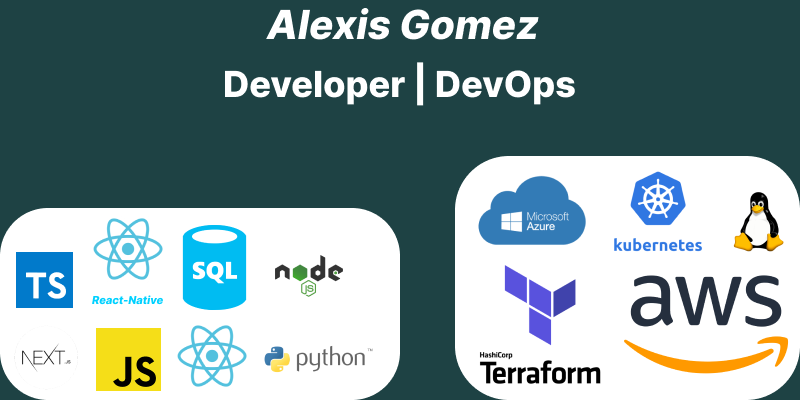 Alexis Gomez
Developer | DevOps
TS
React-Native
SQL
node
JS
NEXT.JS
JS
python™
Microsoft
Azure
kubernetes
HashiCorp
Terraform
aws